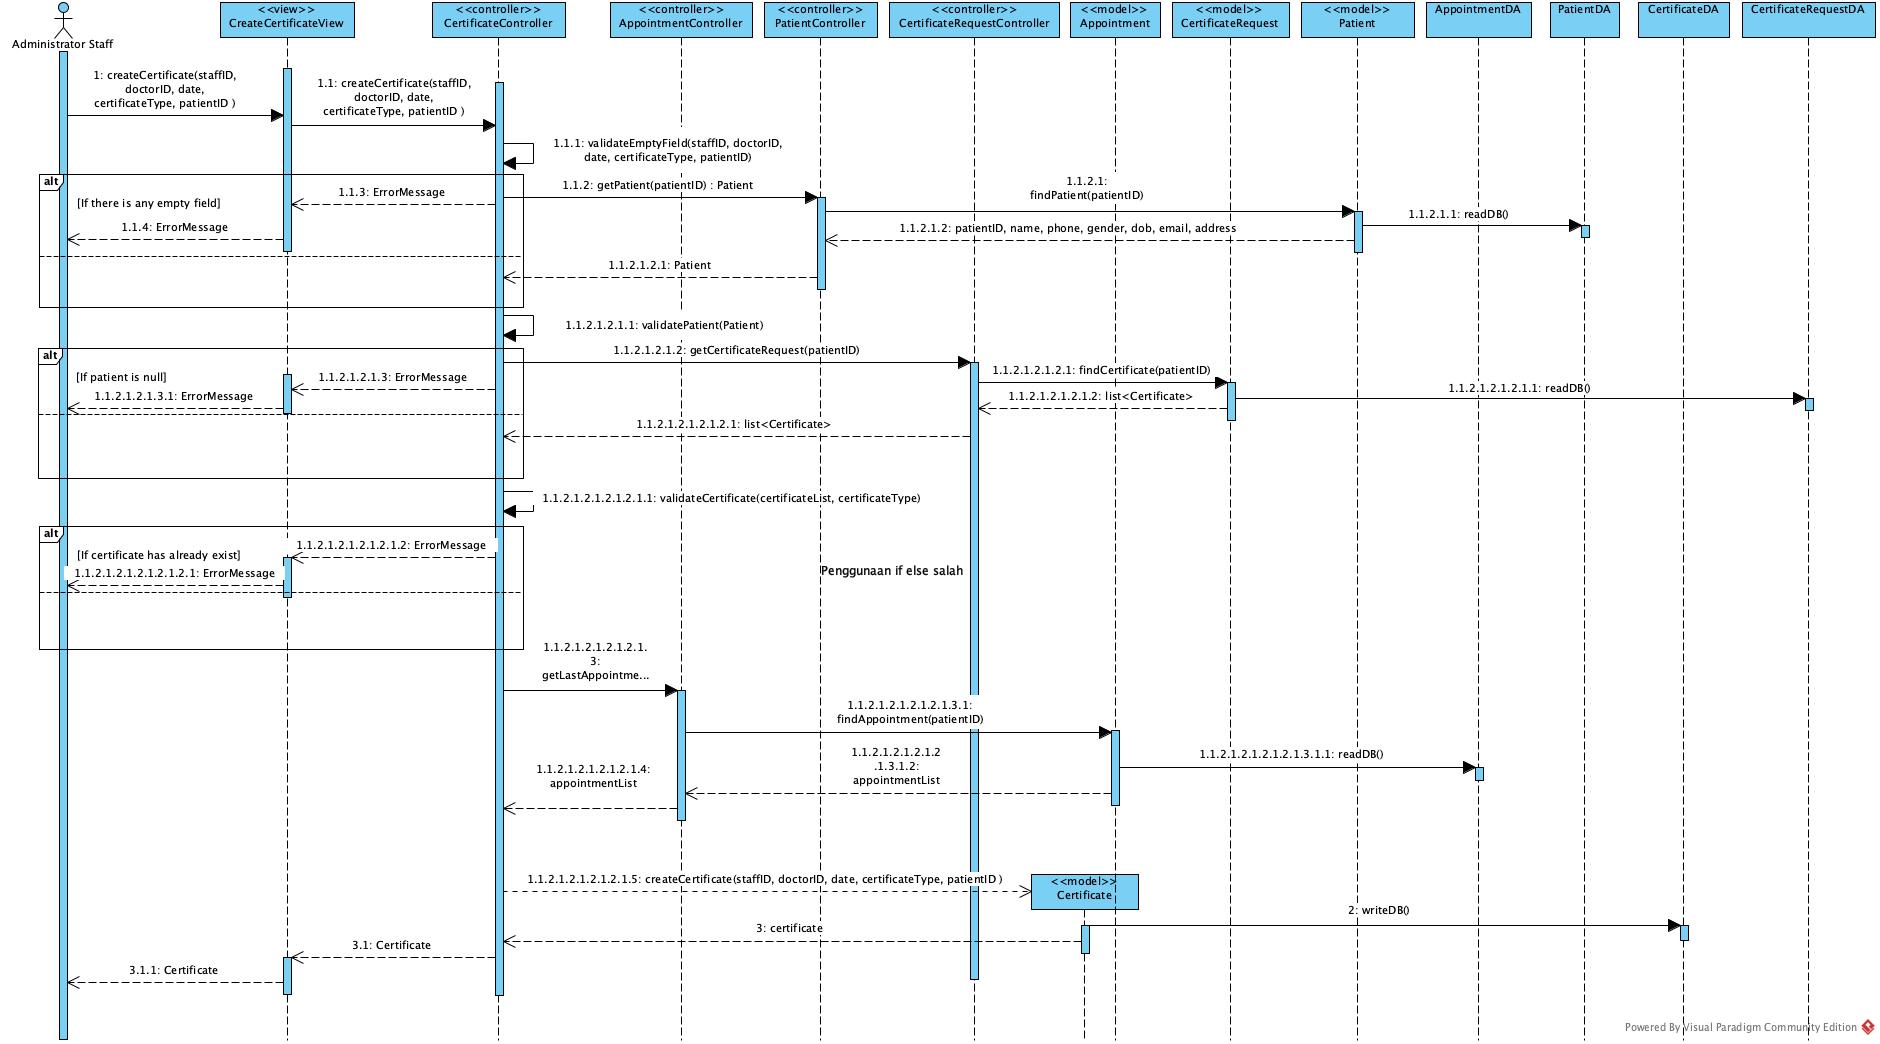 <<view>>
CreateCertificateView
<<controller>>
CertificateController
<<controller>>
AppointmentController
<<controller>>
PatientController
<<controller>>
CertificateRequestController
<<model>>
Appointment
<<model>>
CertificateRequest
<<model>>
Patient
AppointmentDA
PatientDA
CertificateDA
CertificateRequestDA
Administrator Staff
1: createCertificate(staffID,
doctorID, date,
certificateType, patientID )
1.1: createCertificate(staffID,
doctorID, date,
certificateType, patientID )
1.1.1: validateEmptyField(staffID, doctorID,
date, certificateType, patientID)
alt
[If there is any empty field]
1.1.3: ErrorMessage
1.1.2: getPatient(patientID) : Patient
1.1.2.1:
findPatient(patientID)
1.1.2.1.1: readDB()
1.1.4: ErrorMessage
1.1.2.1.2: patientID, name, phone, gender, dob, email, address
1.1.2.1.2.1: Patient
1.1.2.1.2.1.1: validatePatient(Patient)
alt
[If patient is null]
1.1.2.1.2.1.2: getCertificateRequest(patientID)
1.1.2.1.2.1.3: ErrorMessage
1.1.2.1.2.1.2.1: findCertificate(patientID)
1.1.2.1.2.1.2.1.1: readDB()
1.1.2.1.2.1.3.1: ErrorMessage
1.1.2.1.2.1.2.1.2: list<Certificate>
1.1.2.1.2.1.2.1.2.1: list<Certificate>
1.1.2.1.2.1.2.1.2.1.1: validateCertificate(certificateList, certificateType)
alt
[If certificate has already exist]
1.1.2.1.2.1.2.1.2.1.2: ErrorMessage
1.1.2.1.2.1.2.1.2.1.2.1: ErrorMessage
Penggunaan if else salah
1.1.2.1.2.1.2.1.2.1.
3:
getLastAppointme...
1.1.2.1.2.1.2.1.2.1.3.1:
findAppointment(patientID)
1.1.2.1.2.1.2.1.2.1.3.1.1: readDB()
1.1.2.1.2.1.2.1.2
.1.3.1.2:
appointmentList
1.1.2.1.2.1.2.1.2.1.4:
appointmentList
1.1.2.1.2.1.2.1.2.1.5: createCertificate(staffID, doctorID, date, certificateType, patientID )
<<model>>
Certificate
2: writeDB()
3: certificate
3.1: Certificate
3.1.1: Certificate
Powered By Visual Paradigm Community Edition